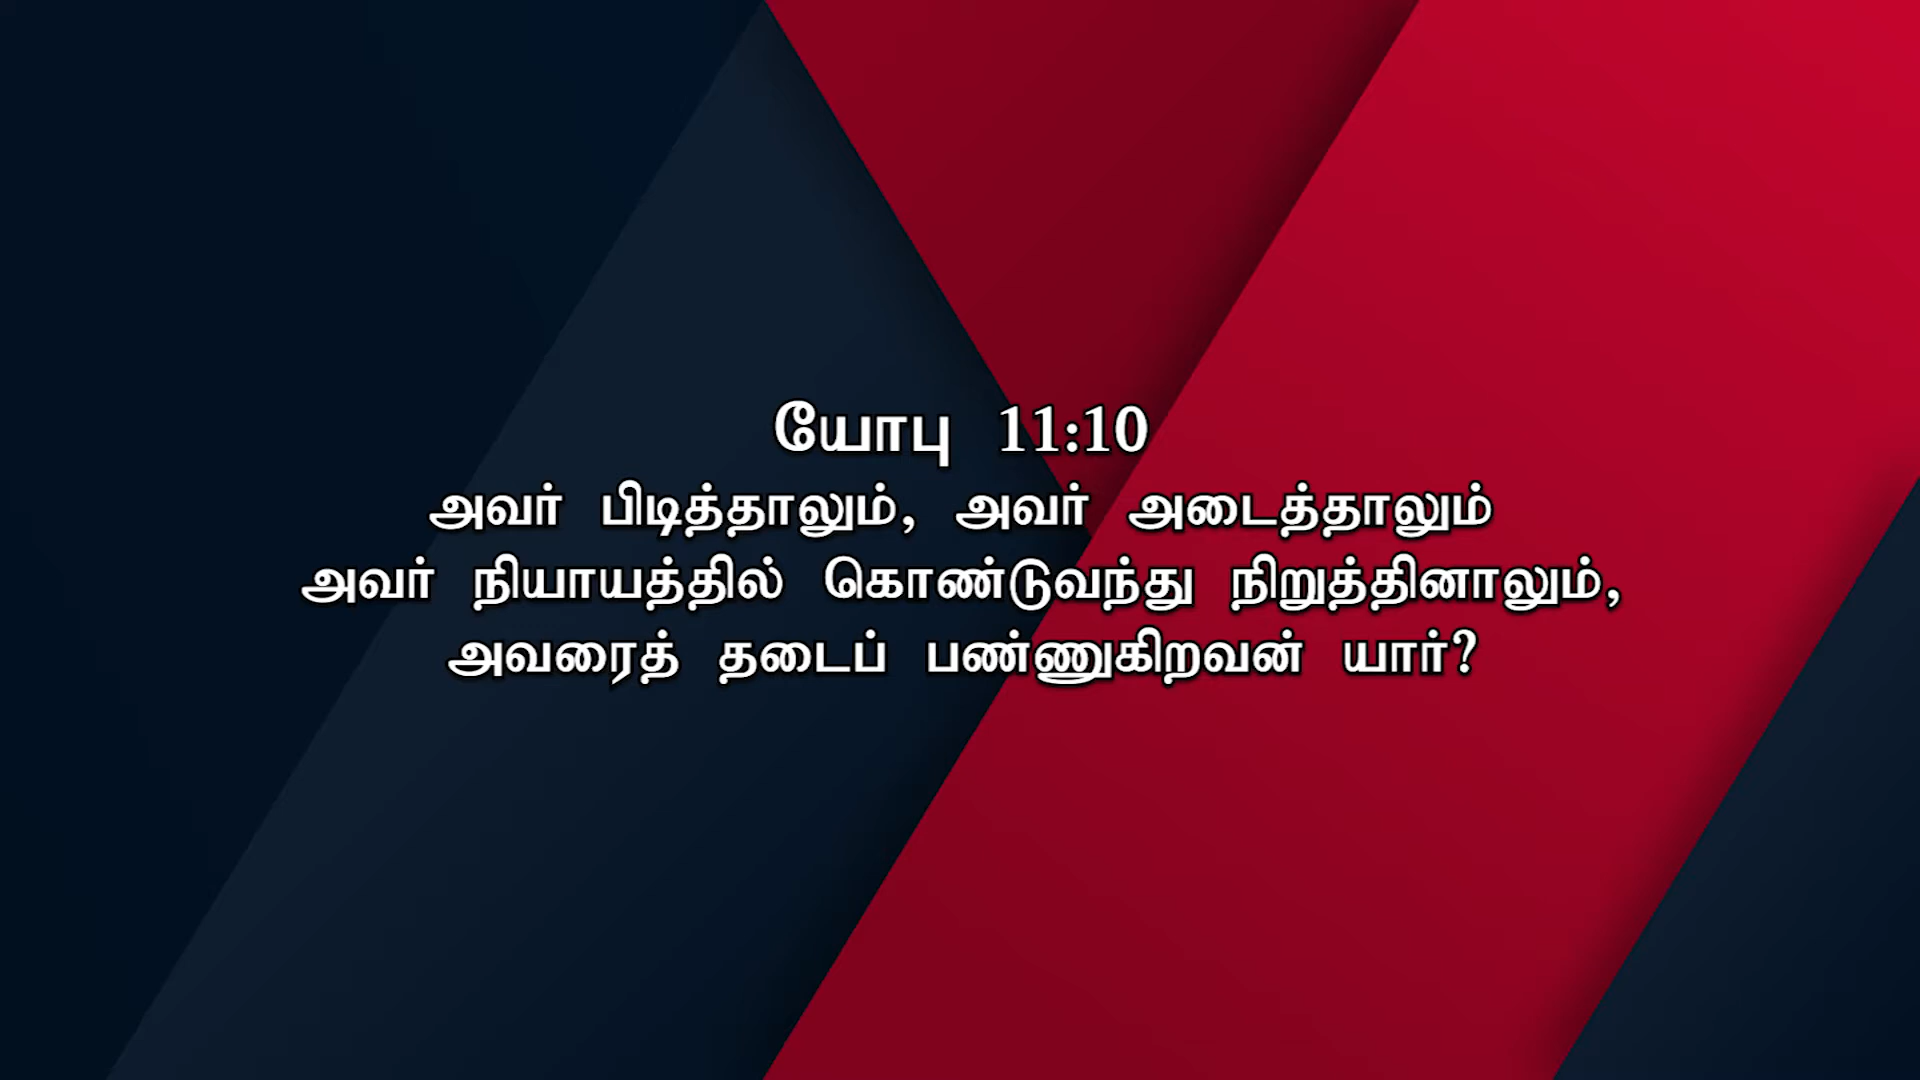 யோபு 11:10
அவர் பிடித்தாலும், அவர் அடைத்தாலும்
அவர் நியாயத்தில் கொண்டுவந்து நிறுத்தினாலும்,
அவரைத் தடைப் பண்ணுகிறவன் யார்?